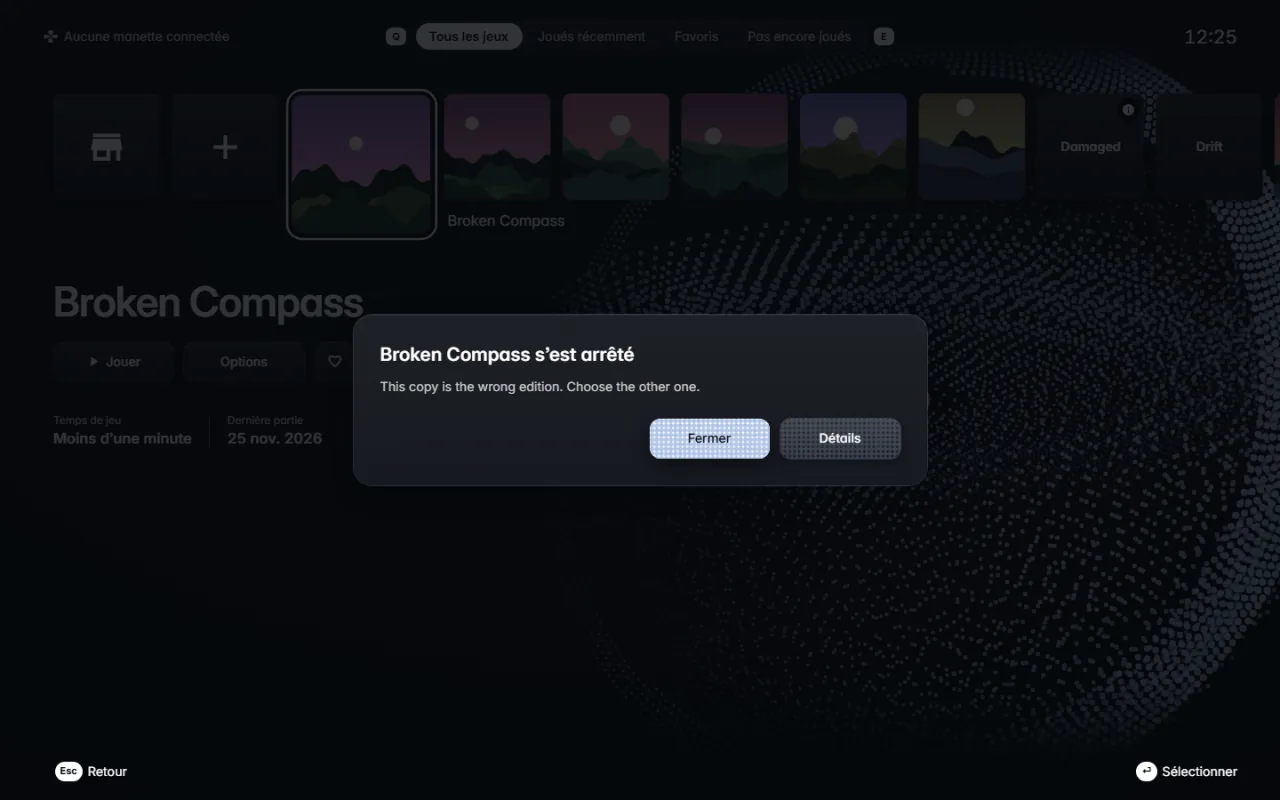 Aucune manette connectée
Q
Tous les jeux
Joués récemment
Favoris
Pas encore joués
E
12:25
Damaged
Drift
Broken Compass
Broken Compass
Jouer
Options
Temps de jeu
Moins d'une minute
Dernière partie
25 nov. 2026
Broken Compass s'est arrêté
This copy is the wrong edition. Choose the other one.
Fermer
Détails
Esc Retour
Sélectionner